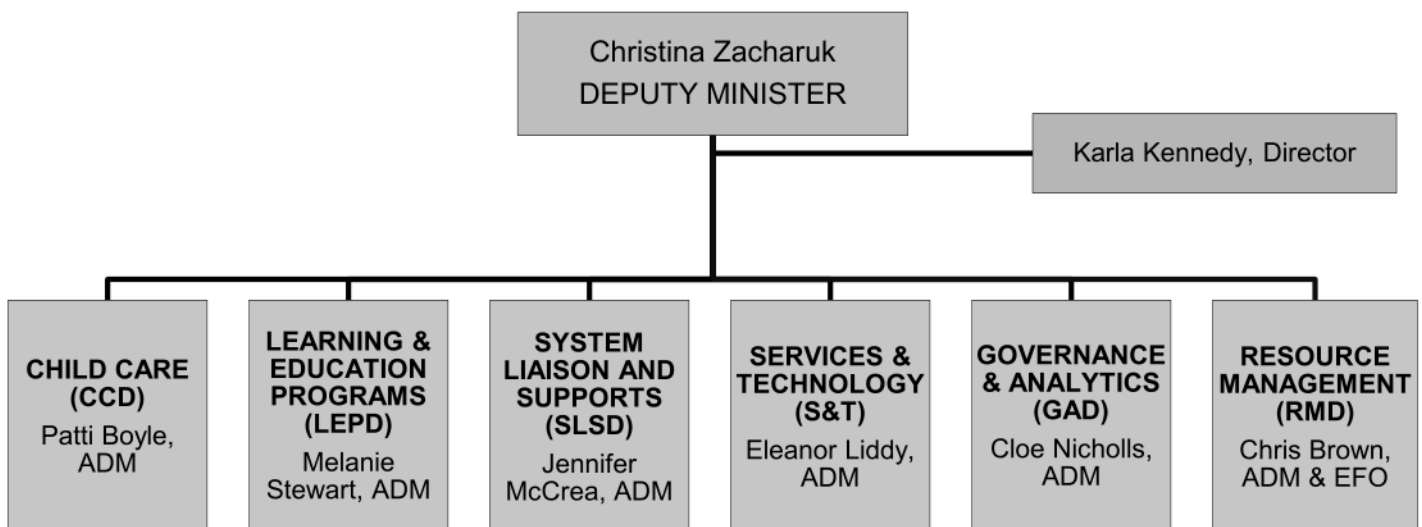 Christina Zacharuk
DEPUTY MINISTER
Karla Kennedy, Director
CHILD CARE
(CCD)
Patti Boyle,
ADM
LEARNING &
EDUCATION
PROGRAMS
(LEPD)
Melanie
Stewart, ADM
SYSTEM
LIAISON AND
SUPPORTS
(SLSD)
Jennifer
McCrea, ADM
SERVICES &
TECHNOLOGY
(S&T)
Eleanor Liddy,
ADM
GOVERNANCE
& ANALYTICS
(GAD)
Cloe Nicholls,
ADM
RESOURCE
MANAGEMENT
(RMD)
Chris Brown,
ADM & EFO